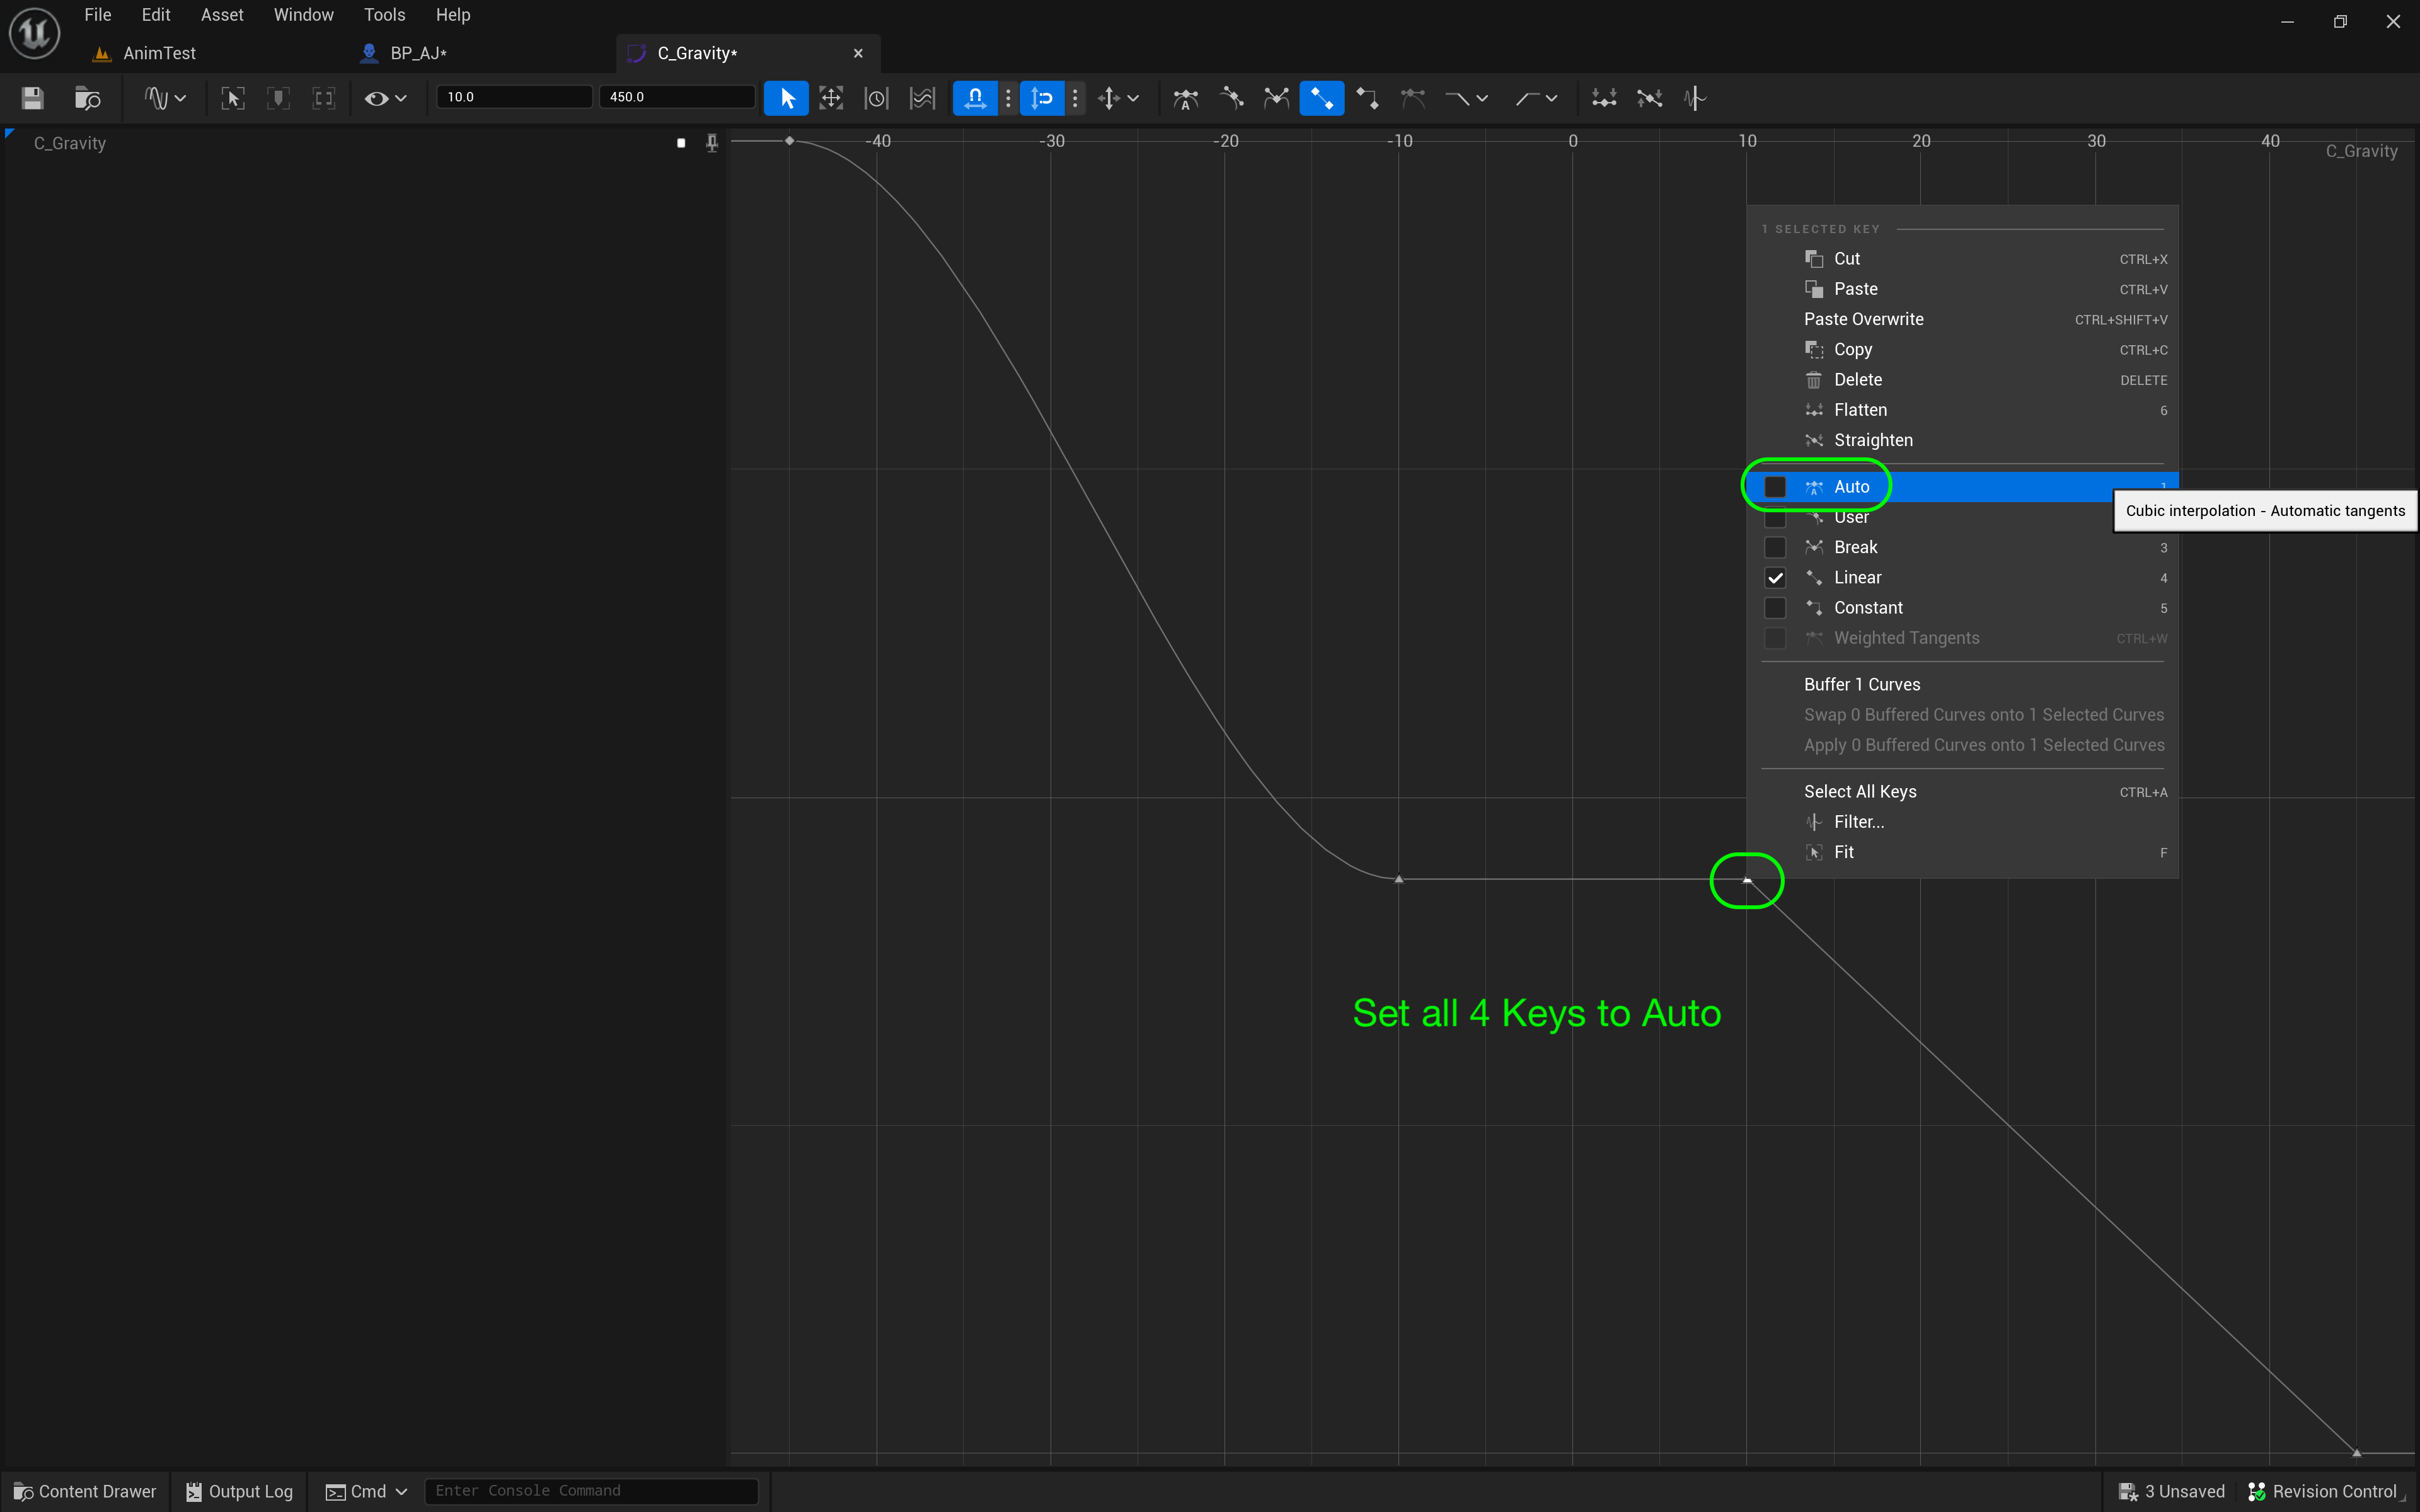 File Edit Asset Window Tools Help
AnimTest BP_AJ* C_Gravity*
10.0 450.0
C_Gravity
-40 -30 -20 -10 0 10 20 30 40
C_Gravity
1 SELECTED KEY
Cut CTRL+X
Paste CTRL+V
Paste Overwrite CTRL+SHIFT+V
Copy CTRL+C
Delete DELETE
Flatten 6
Straighten
Auto 1
Cubic interpolation - Automatic tangents
User
Break 3
Linear 4
Constant 5
Weighted Tangents CTRL+W
Buffer 1 Curves
Swap 0 Buffered Curves onto 1 Selected Curves
Apply 0 Buffered Curves onto 1 Selected Curves
Select All Keys CTRL+A
Filter...
Fit F
Set all 4 Keys to Auto
Content Drawer Output Log Cmd Enter Console Command 3 Unsaved Revision Control